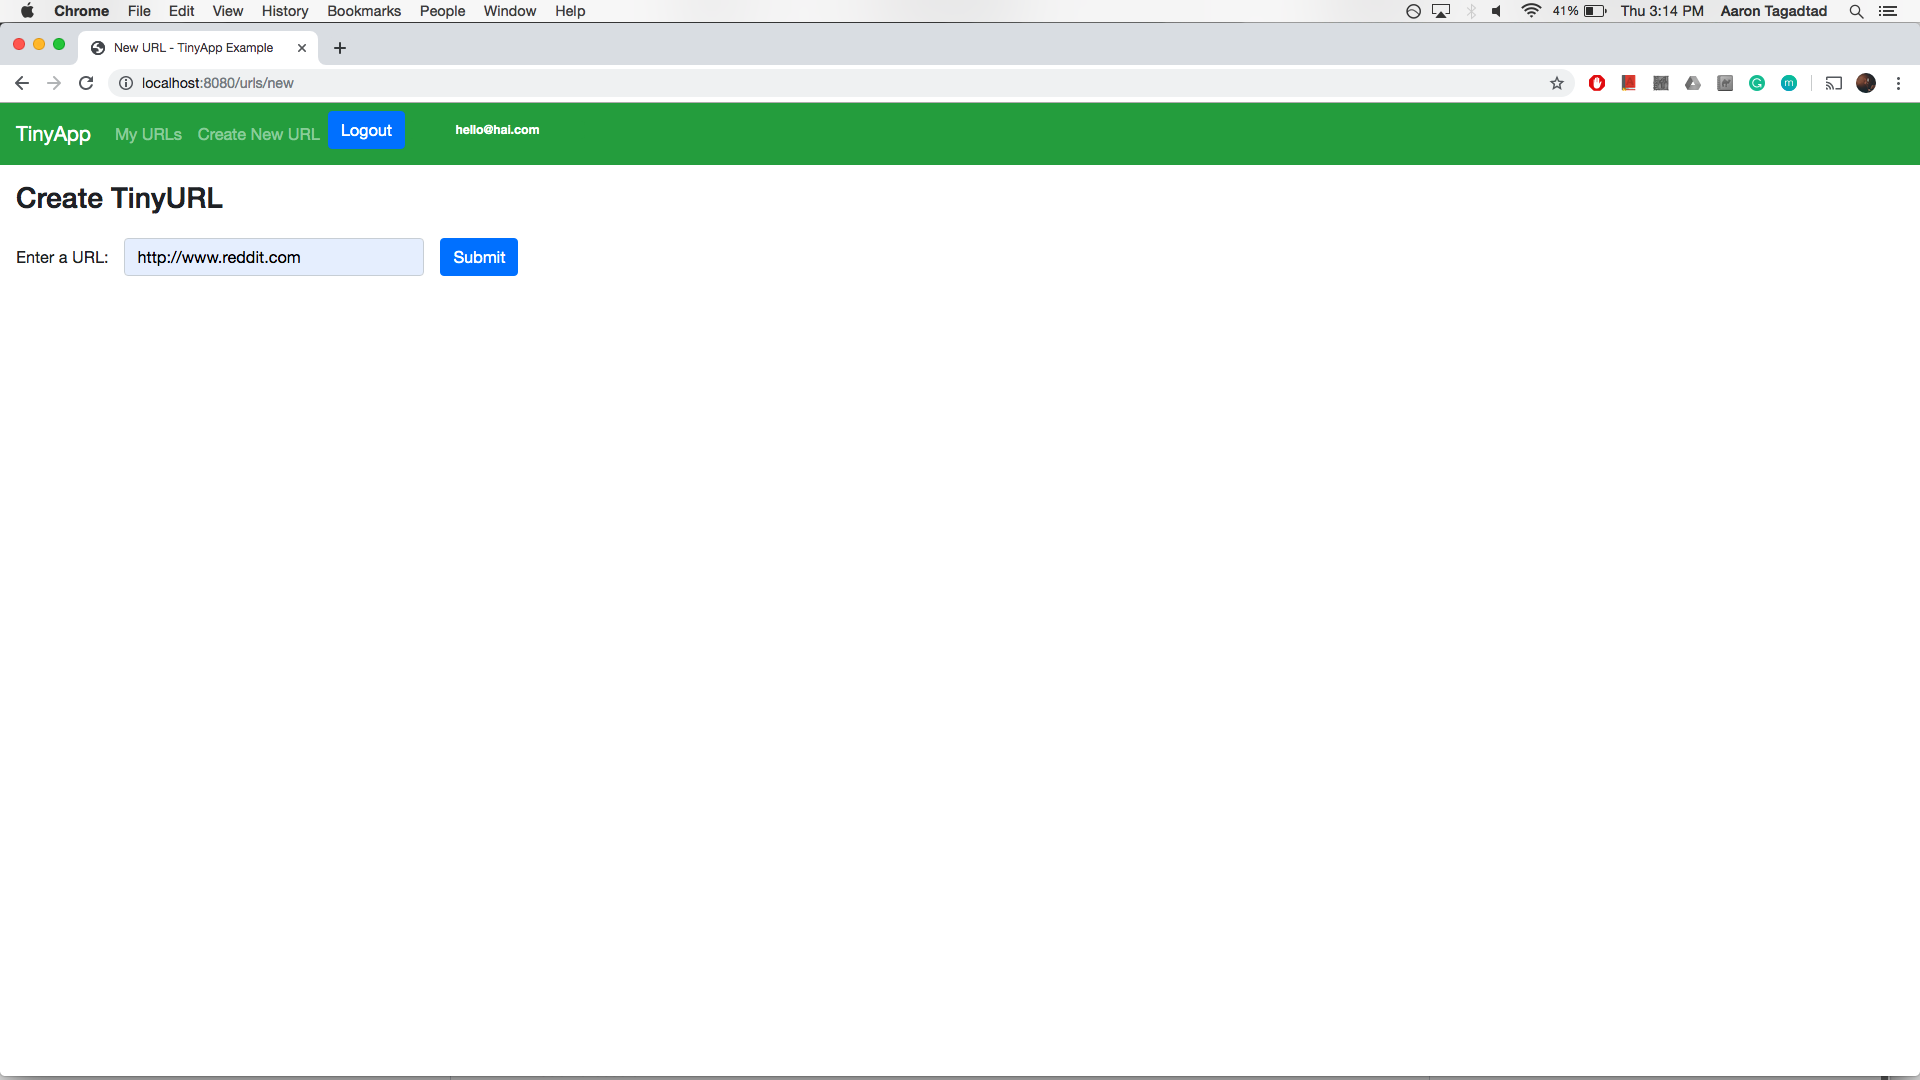 Chrome File Edit View History Bookmarks People Window Help 41% Thu 3:14 PM Aaron Tagadtad
New URL - TinyApp Example
localhost:8080/urls/new
TinyApp My URLs Create New URL Logout hello@hai.com
Create TinyURL
Enter a URL: http://www.reddit.com Submit